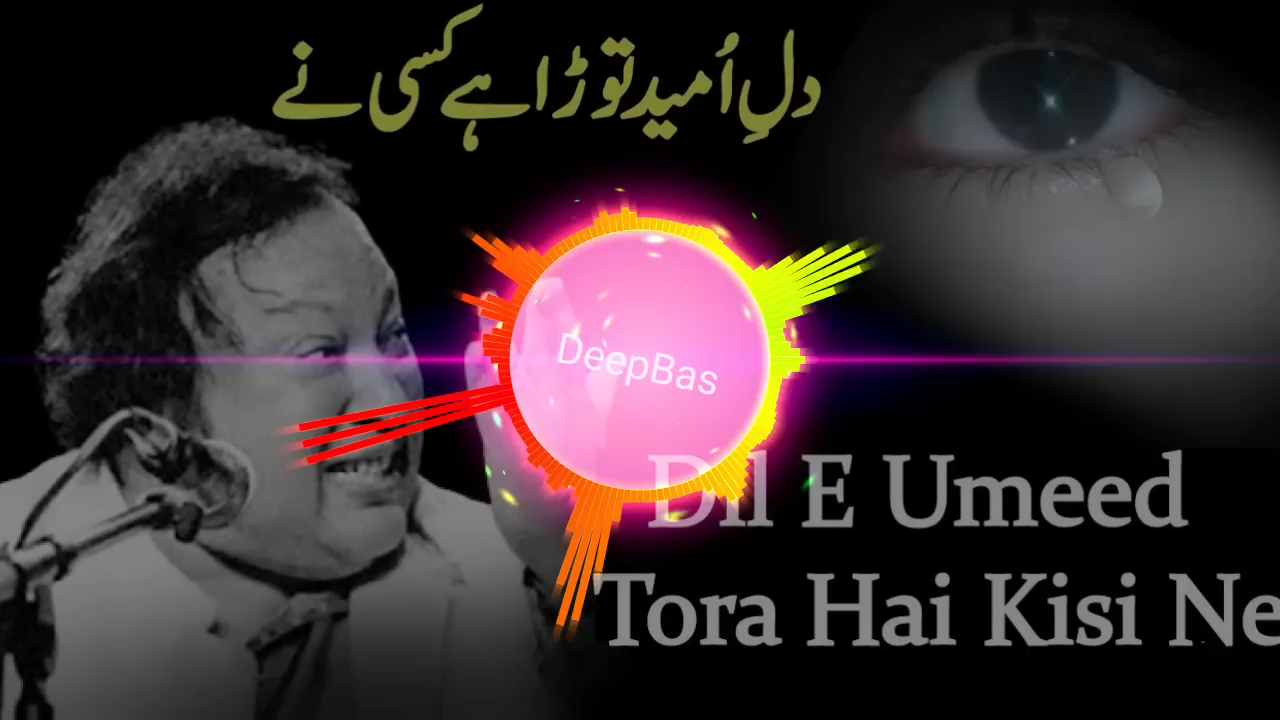 دلِ اُمید توڑا ہے کسی نے
DeepBas
Dil E Umeed
Tora Hai Kisi Ne